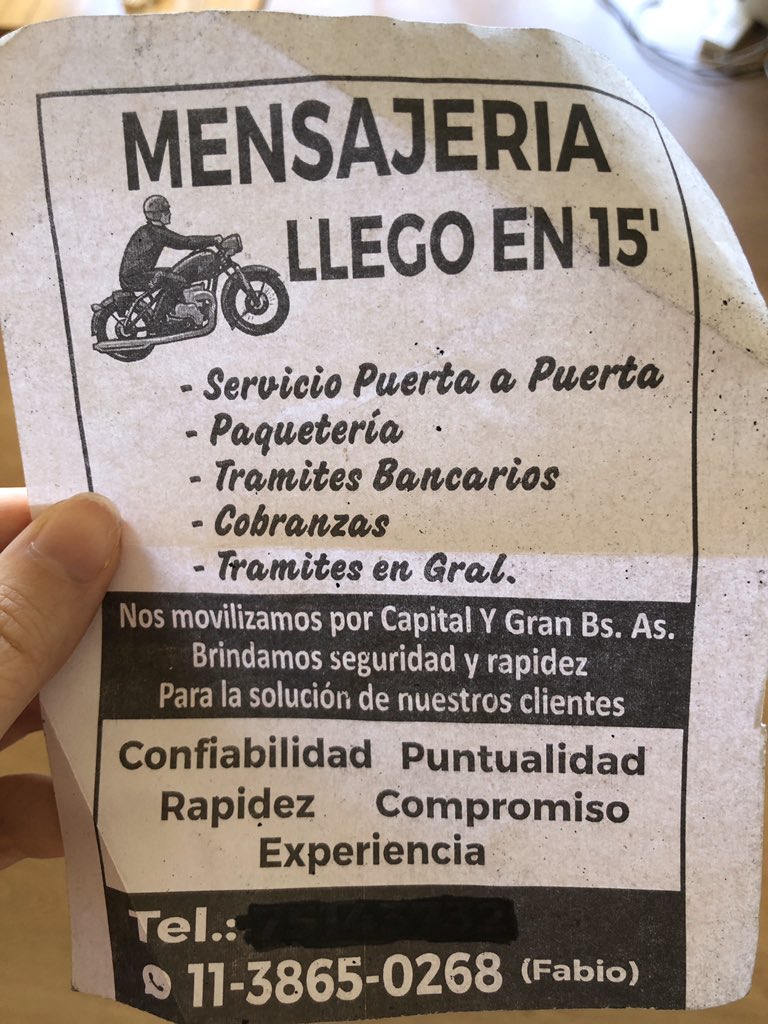 MENSAJERIA
LLEGO EN 15'
- Servicio Puerta a Puerta
- Paquetería
- Tramites Bancarios
- Cobranzas
- Tramites en Gral.
Nos movilizamos por Capital Y Gran Bs. As.
Brindamos seguridad y rapidez
Para la solución de nuestros clientes
Confiabilidad Puntualidad
Rapidez Compromiso
Experiencia
Tel.:
11-3865-0268 (Fabio)